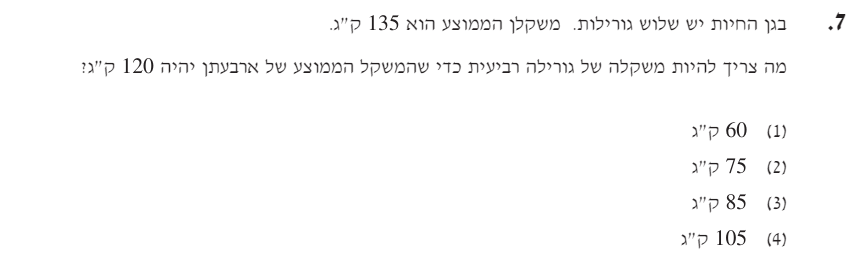 7. בגן החיות יש שלוש גורילות. משקלן הממוצע הוא 135 ק"ג.
מה צריך להיות משקלה של גורילה רביעית כדי שהמשקל הממוצע של ארבעתן יהיה 120 ק"ג?
(1) 60 ק"ג
(2) 75 ק"ג
(3) 85 ק"ג
(4) 105 ק"ג